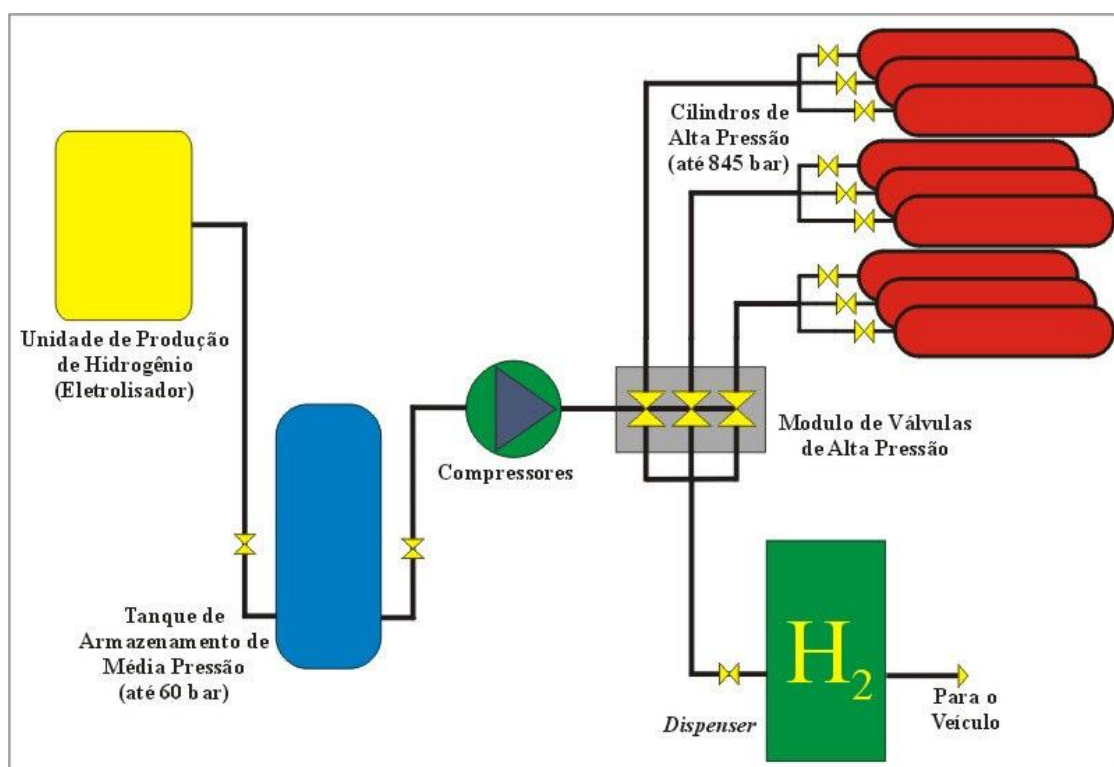 Cilindros de
Alta Pressão
(até 845 bar)
Unidade de Produção
de Hidrogênio
(Eletrolisador)
Compressores
Modulo de Válvulas
de Alta Pressão
Tanque de
Armazenamento de
Média Pressão
(até 60 bar)
H2
Dispenser
Para o
Veículo